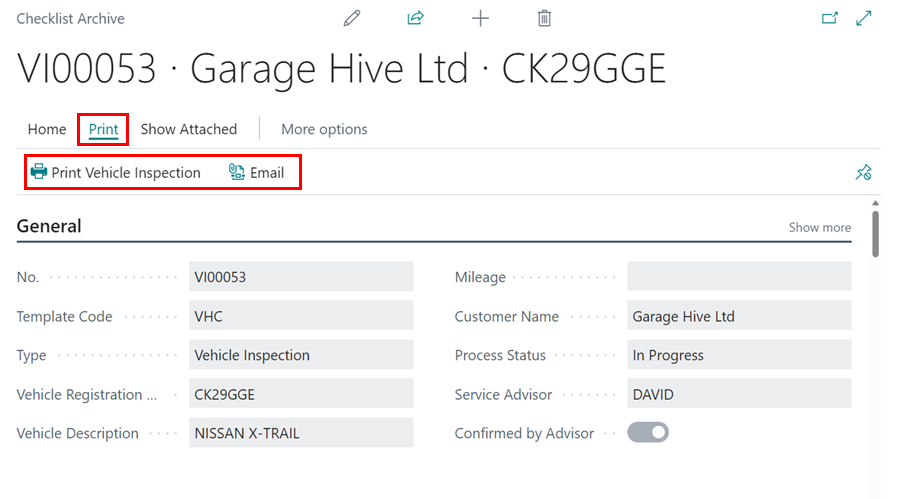 Checklist Archive
VI00053 · Garage Hive Ltd · CK29GGE
Home Print Show Attached More options
Print Vehicle Inspection Email
General Show more
No. VI00053 Mileage
Template Code VHC Customer Name Garage Hive Ltd
Type Vehicle Inspection Process Status In Progress
Vehicle Registration ... CK29GGE Service Advisor DAVID
Vehicle Description NISSAN X-TRAIL Confirmed by Advisor